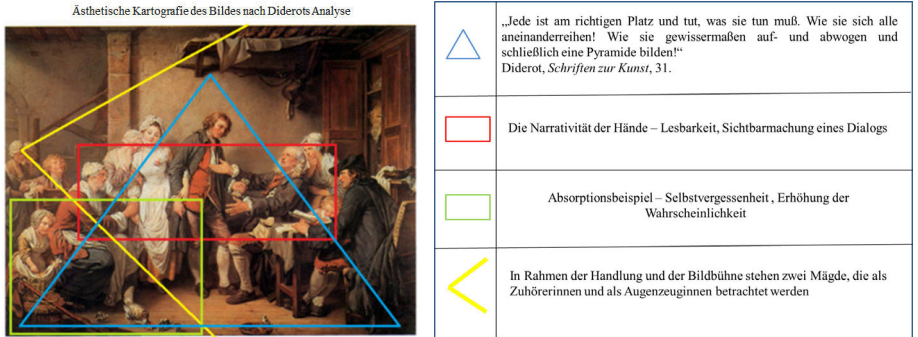 Ästhetische Kartografie des Bildes nach Diderots Analyse
„Jede ist am richtigen Platz und tut, was sie tun muß. Wie sie sich alle
aneinanderreihen! Wie sie gewissermaßen auf- und abwogen und
schließlich eine Pyramide bilden!“
Diderot, Schriften zur Kunst, 31.
Die Narrativität der Hände – Lesbarkeit, Sichtbarmachung eines Dialogs
Absorptionsbeispiel – Selbstvergessenheit , Erhöhung der
Wahrscheinlichkeit
In Rahmen der Handlung und der Bildbühne stehen zwei Mägde, die als
Zuhörerinnen und als Augenzeuginnen betrachtet werden